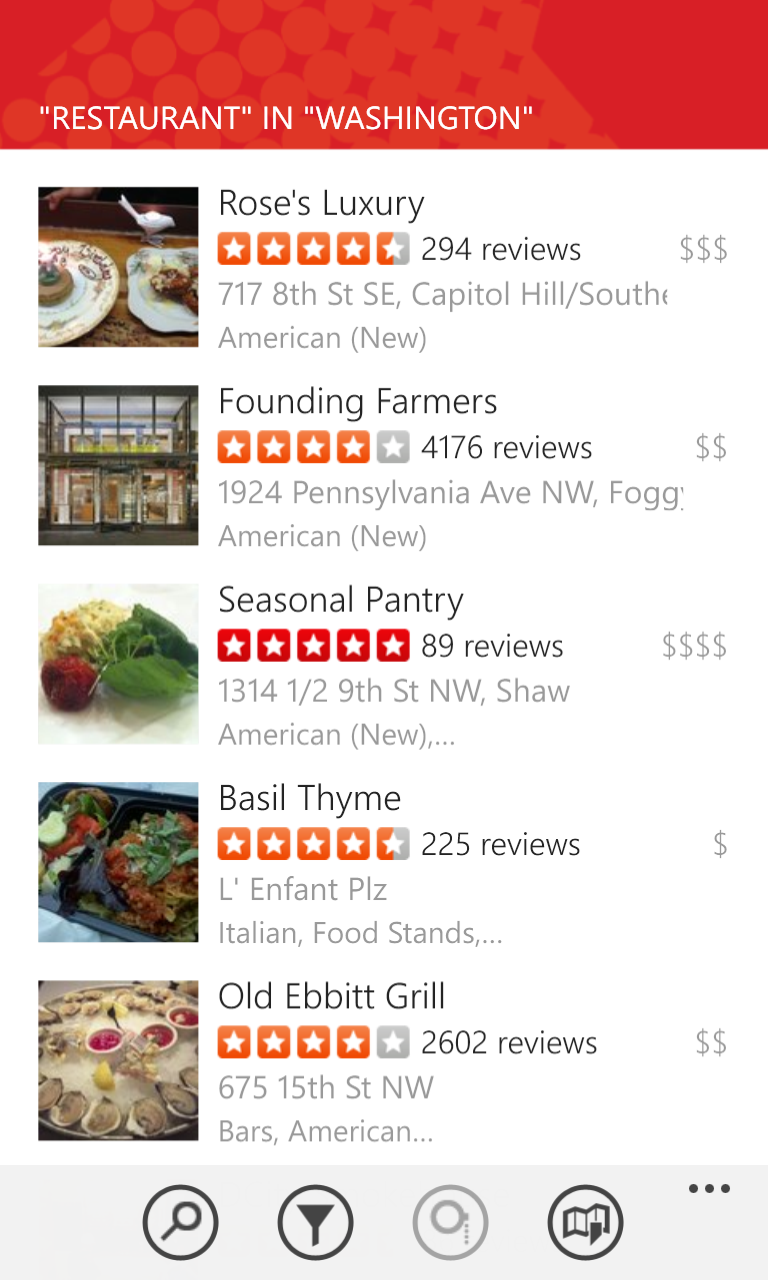 "RESTAURANT" IN "WASHINGTON"
Rose's Luxury
294 reviews $$$
717 8th St SE, Capitol Hill/Southe
American (New)
Founding Farmers
4176 reviews $$
1924 Pennsylvania Ave NW, Foggy
American (New)
Seasonal Pantry
89 reviews $$$$
1314 1/2 9th St NW, Shaw
American (New),...
Basil Thyme
225 reviews $
L' Enfant Plz
Italian, Food Stands,...
Old Ebbitt Grill
2602 reviews $$
675 15th St NW
Bars, American...